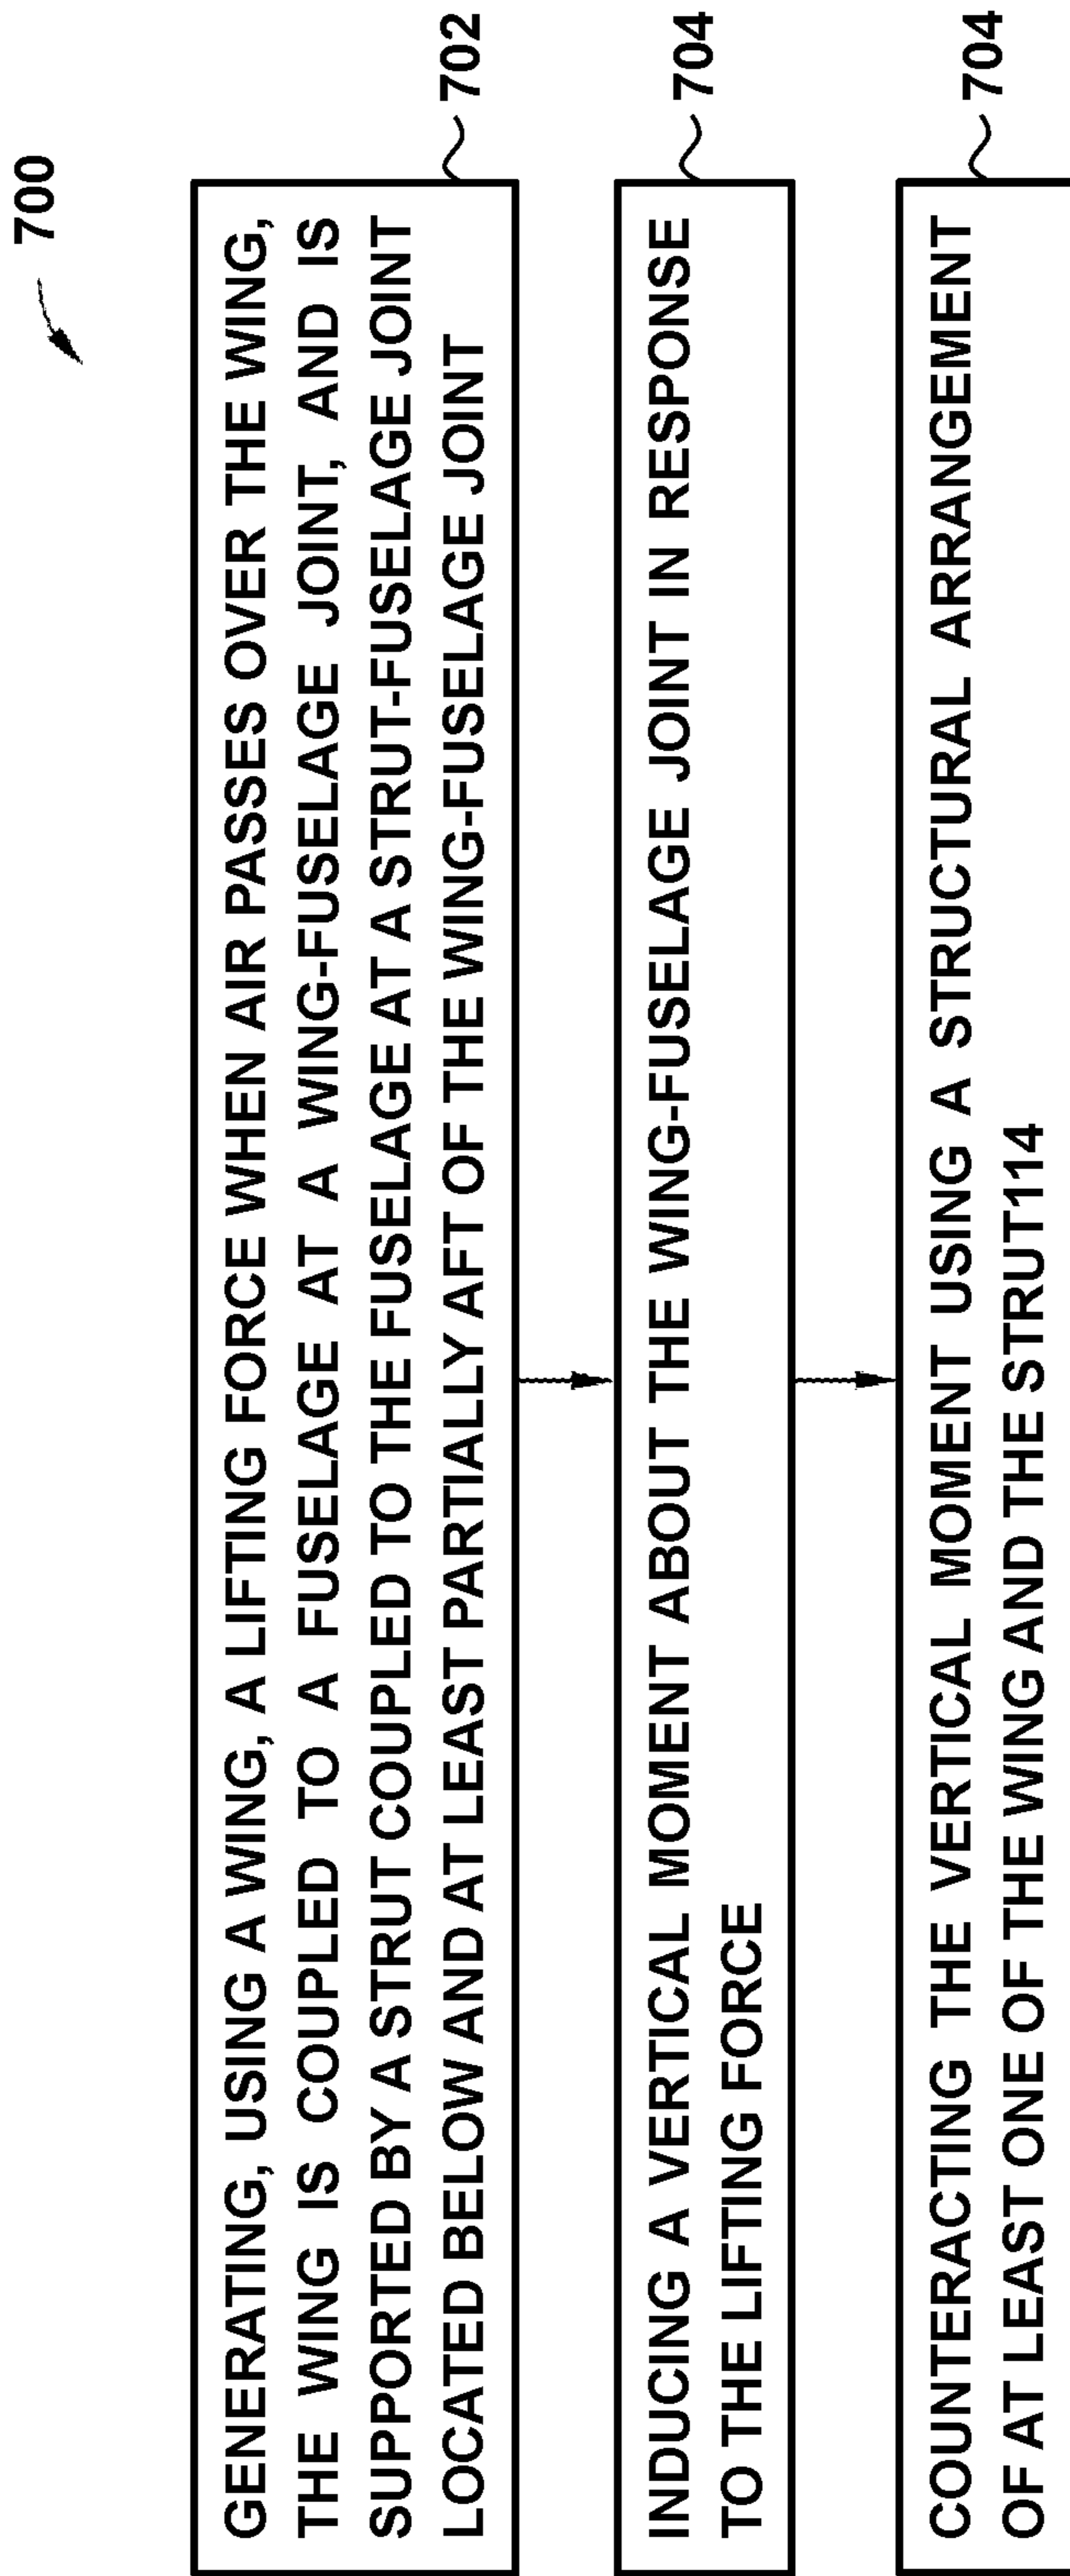 700
GENERATING, USING A WING, A LIFTING FORCE WHEN AIR PASSES OVER THE WING,
THE WING IS COUPLED TO A FUSELAGE AT A WING-FUSELAGE JOINT, AND IS
SUPPORTED BY A STRUT COUPLED TO THE FUSELAGE AT A STRUT-FUSELAGE JOINT
LOCATED BELOW AND AT LEAST PARTIALLY AFT OF THE WING-FUSELAGE JOINT
702
INDUCING A VERTICAL MOMENT ABOUT THE WING-FUSELAGE JOINT IN RESPONSE
TO THE LIFTING FORCE
704
COUNTERACTING THE VERTICAL MOMENT USING A STRUCTURAL ARRANGEMENT
OF AT LEAST ONE OF THE WING AND THE STRUT114
704